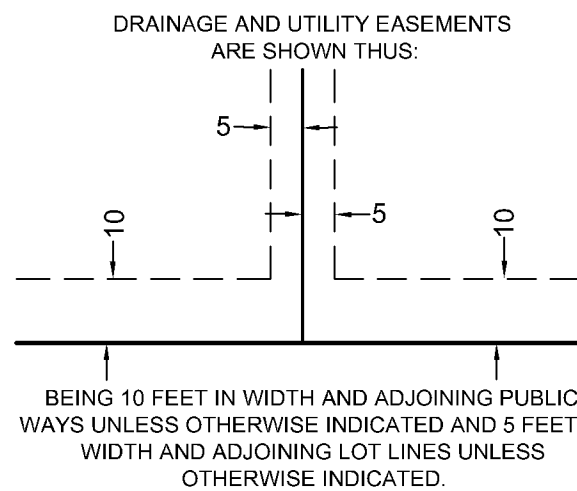 DRAINAGE AND UTILITY EASEMENTS
ARE SHOWN THUS:
5
5
10
10
BEING 10 FEET IN WIDTH AND ADJOINING PUBLIC
WAYS UNLESS OTHERWISE INDICATED AND 5 FEET
WIDTH AND ADJOINING LOT LINES UNLESS
OTHERWISE INDICATED.